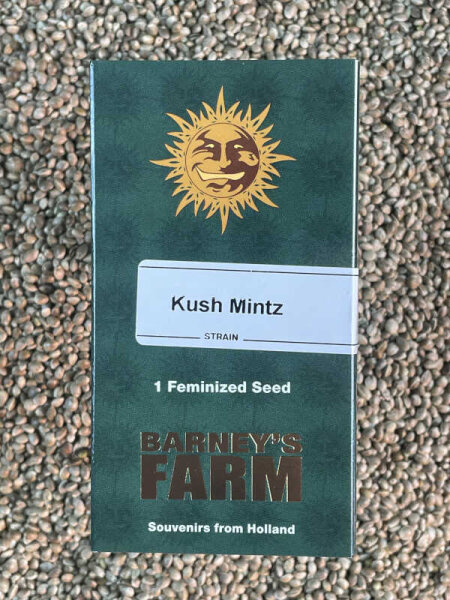 Kush Mintz
STRAIN
1 Feminized Seed
BARNEY'S
FARM
Souvenirs from Holland